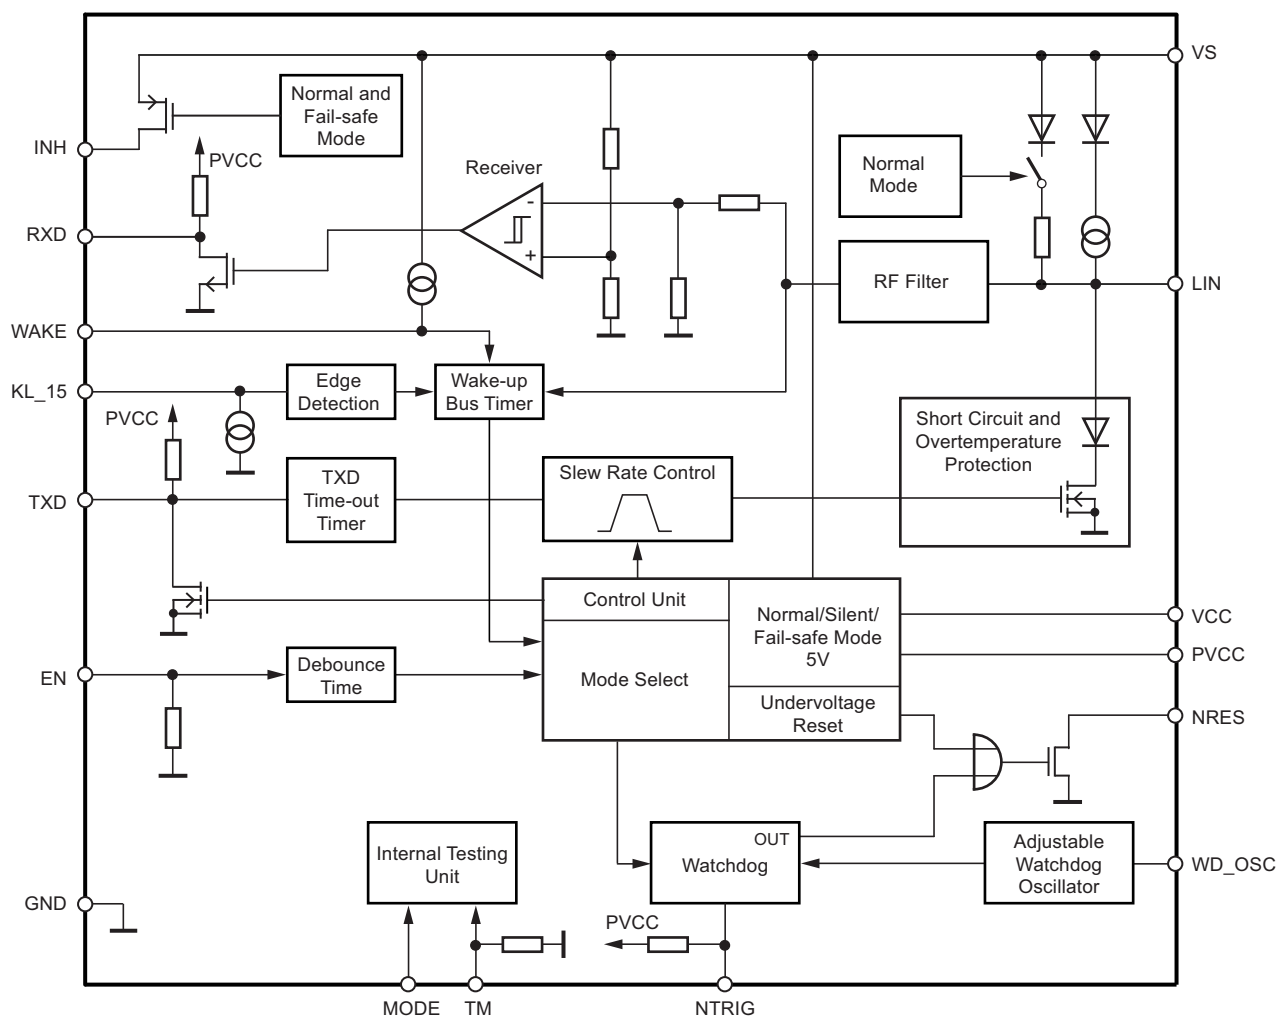 VS
Normal and
Fail-safe
Mode
INH
PVCC
Receiver
Normal
Mode
-
RXD
+
RF Filter
LIN
WAKE
KL_15
Edge
Detection
Wake-up
Bus Timer
PVCC
Short Circuit and
Overtemperature
Protection
TXD
TXD
Time-out
Timer
Slew Rate Control
Control Unit
Normal/Silent/
Fail-safe Mode
5V
VCC
PVCC
EN
Debounce
Time
Mode Select
Undervoltage
Reset
NRES
Internal Testing
Unit
OUT
Watchdog
Adjustable
Watchdog
Oscillator
WD_OSC
GND
PVCC
MODE
TM
NTRIG